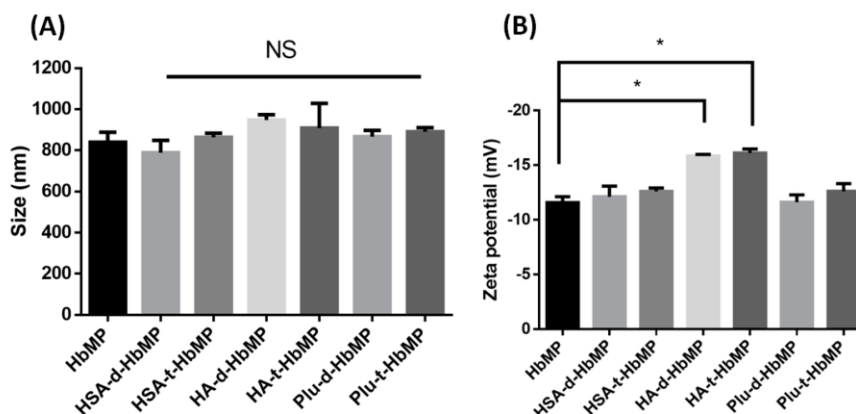 (A)
NS
Size (nm)
1200
1000
800
600
400
200
0
HbMP
HSA-d-HbMP
HSA-t-HbMP
HA-d-HbMP
HA-t-HbMP
Plu-d-HbMP
Plu-t-HbMP
(B)
*
*
Zeta potential (mV)
-20
-15
-10
-5
0
HbMP
HSA-d-HbMP
HSA-t-HbMP
HA-d-HbMP
HA-t-HbMP
Plu-d-HbMP
Plu-t-HbMP